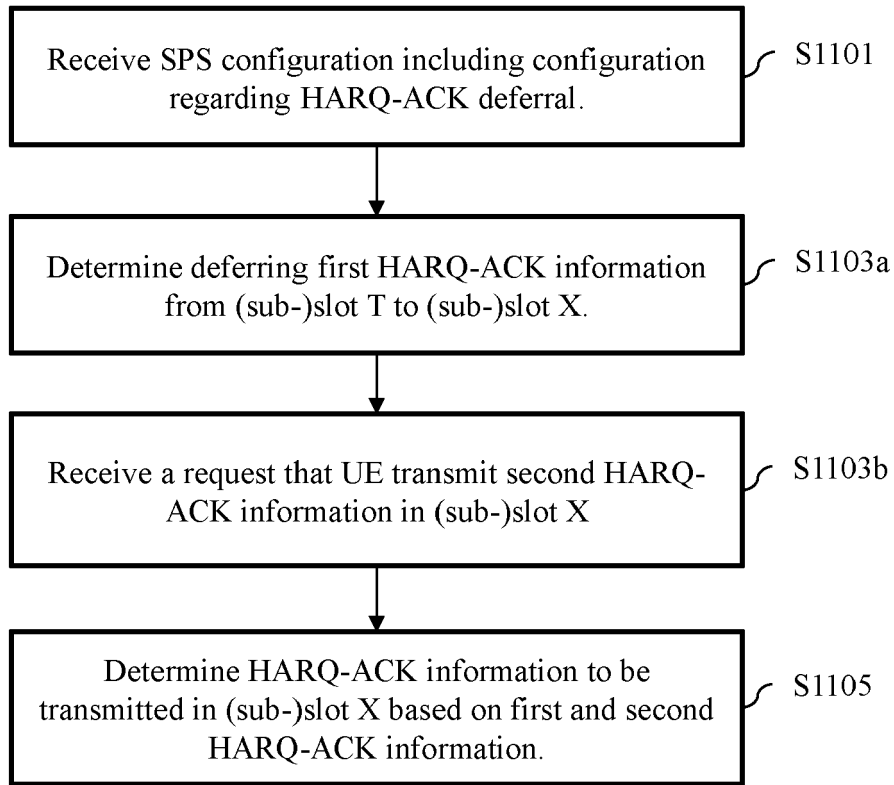 Receive SPS configuration including configuration
regarding HARQ-ACK deferral.
S1101
Determine deferring first HARQ-ACK information
from (sub-)slot T to (sub-)slot X.
S1103a
Receive a request that UE transmit second HARQ-
ACK information in (sub-)slot X
S1103b
Determine HARQ-ACK information to be
transmitted in (sub-)slot X based on first and second
HARQ-ACK information.
S1105